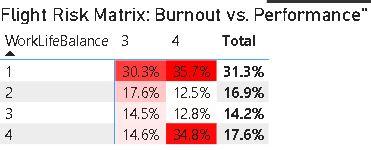 Flight Risk Matrix: Burnout vs. Performance"
WorkLifeBalance 3 4 Total
1 30.3% 35.7% 31.3%
2 17.6% 12.5% 16.9%
3 14.5% 12.8% 14.2%
4 14.6% 34.8% 17.6%